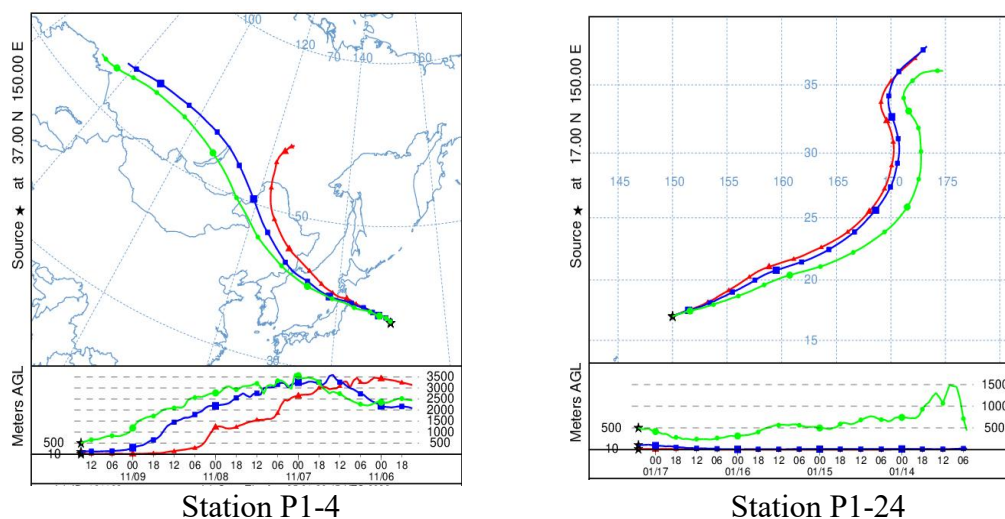 Source ★ at 37.00 N 150.00 E
100
120 70 140
160
50
30
Meters AGL
500
10
3500
3000
2500
2000
1500
1000
500
12 06 00 18 12 06 00 18 12 06 00 18 12 06 00 18
11/09 11/08 11/07 11/06
Station P1-4
Source ★ at 17.00 N 150.00 E
35
30
145 150 155 160 165 170 175
25
20
15
Meters AGL
500
10
1500
1000
500
00 18 12 06 00 18 12 06 00 18 12 06 00 18 12 06
01/17 01/16 01/15 01/14
Station P1-24